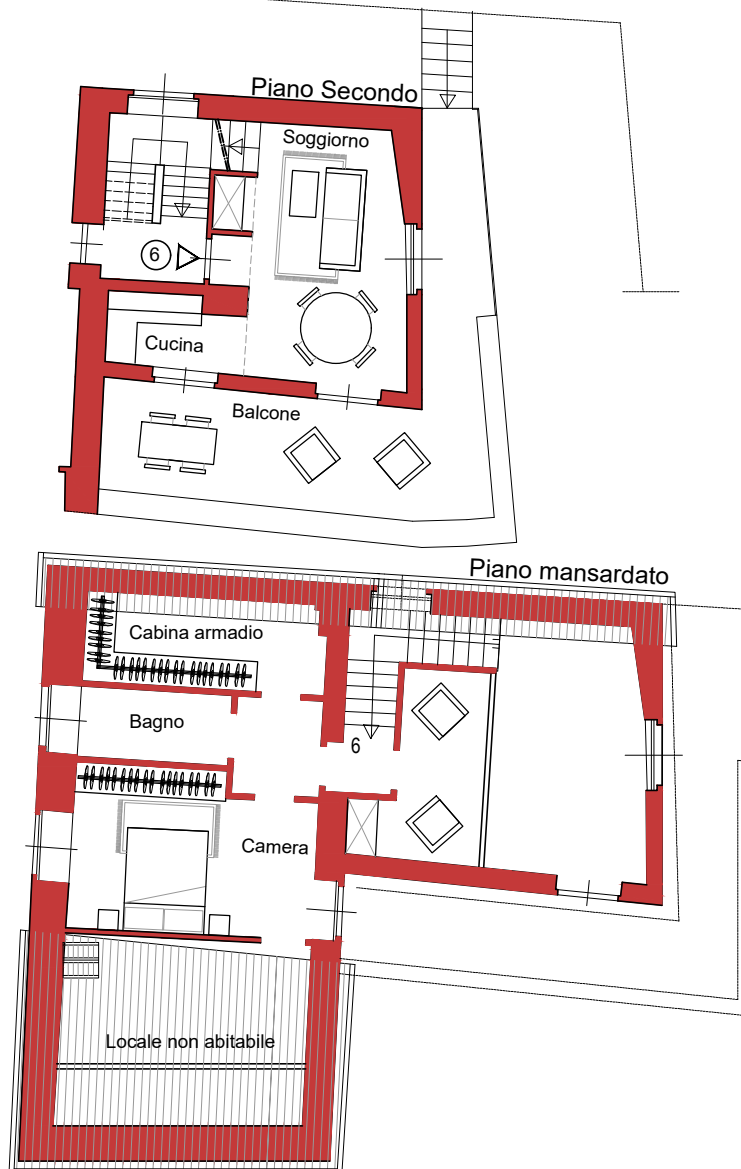 Piano Secondo
Soggiorno
6
Cucina
Balcone
Piano mansardato
Cabina armadio
Bagno
6
Camera
Locale non abitabile